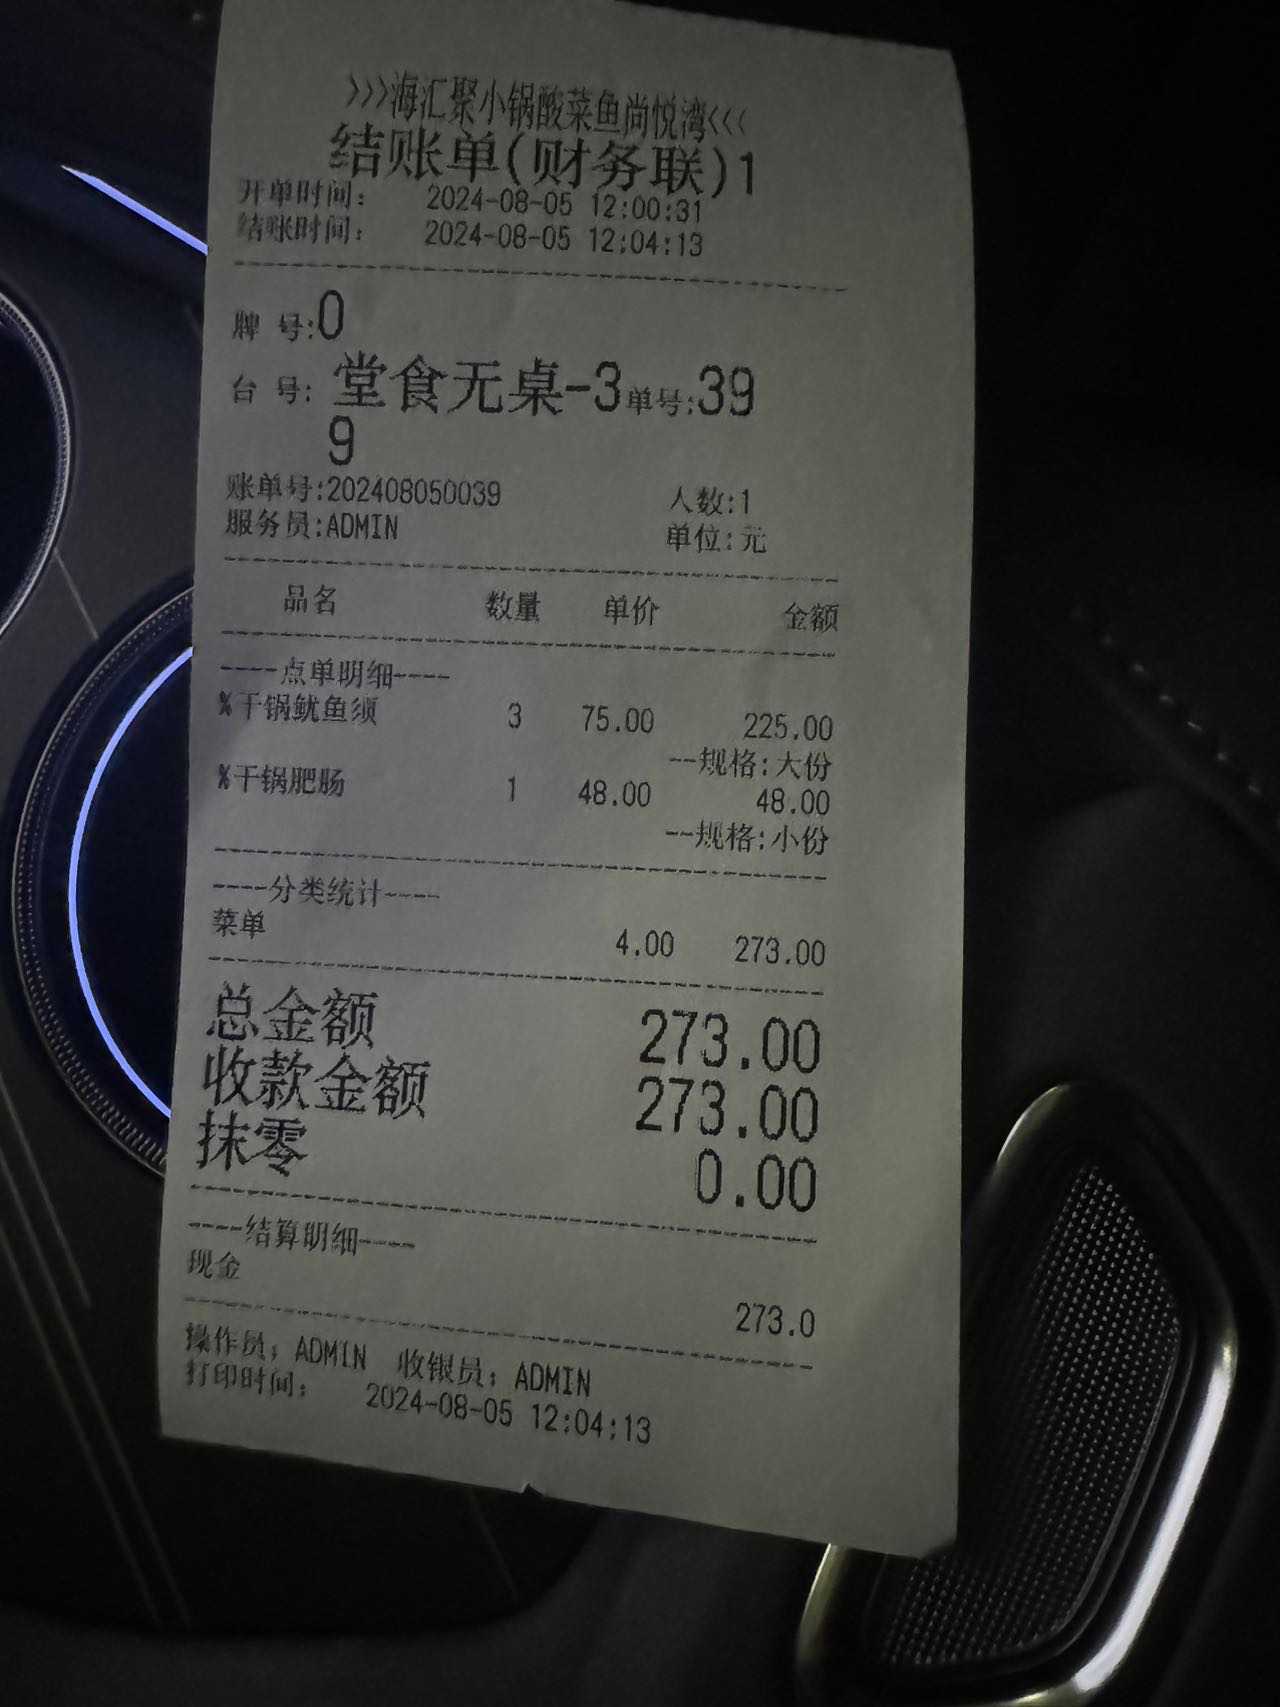 >>>海汇聚小锅酸菜鱼尚悦湾<<<
结账单(财务联)1
开单时间: 2024-08-05 12:00:31
结账时间: 2024-08-05 12:04:13
牌 号:0
台 号: 堂食无桌-3单号:39
9
账单号:202408050039 人数:1
服务员:ADMIN 单位:元
品名 数量 单价 金额
----点单明细----
%干锅鱿鱼须 3 75.00 225.00
--规格:大份
%干锅肥肠 1 48.00 48.00
--规格:小份
----分类统计----
菜单 4.00 273.00
总金额 273.00
收款金额 273.00
抹零 0.00
----结算明细----
现金 273.0
操作员: ADMIN 收银员: ADMIN
打印时间: 2024-08-05 12:04:13